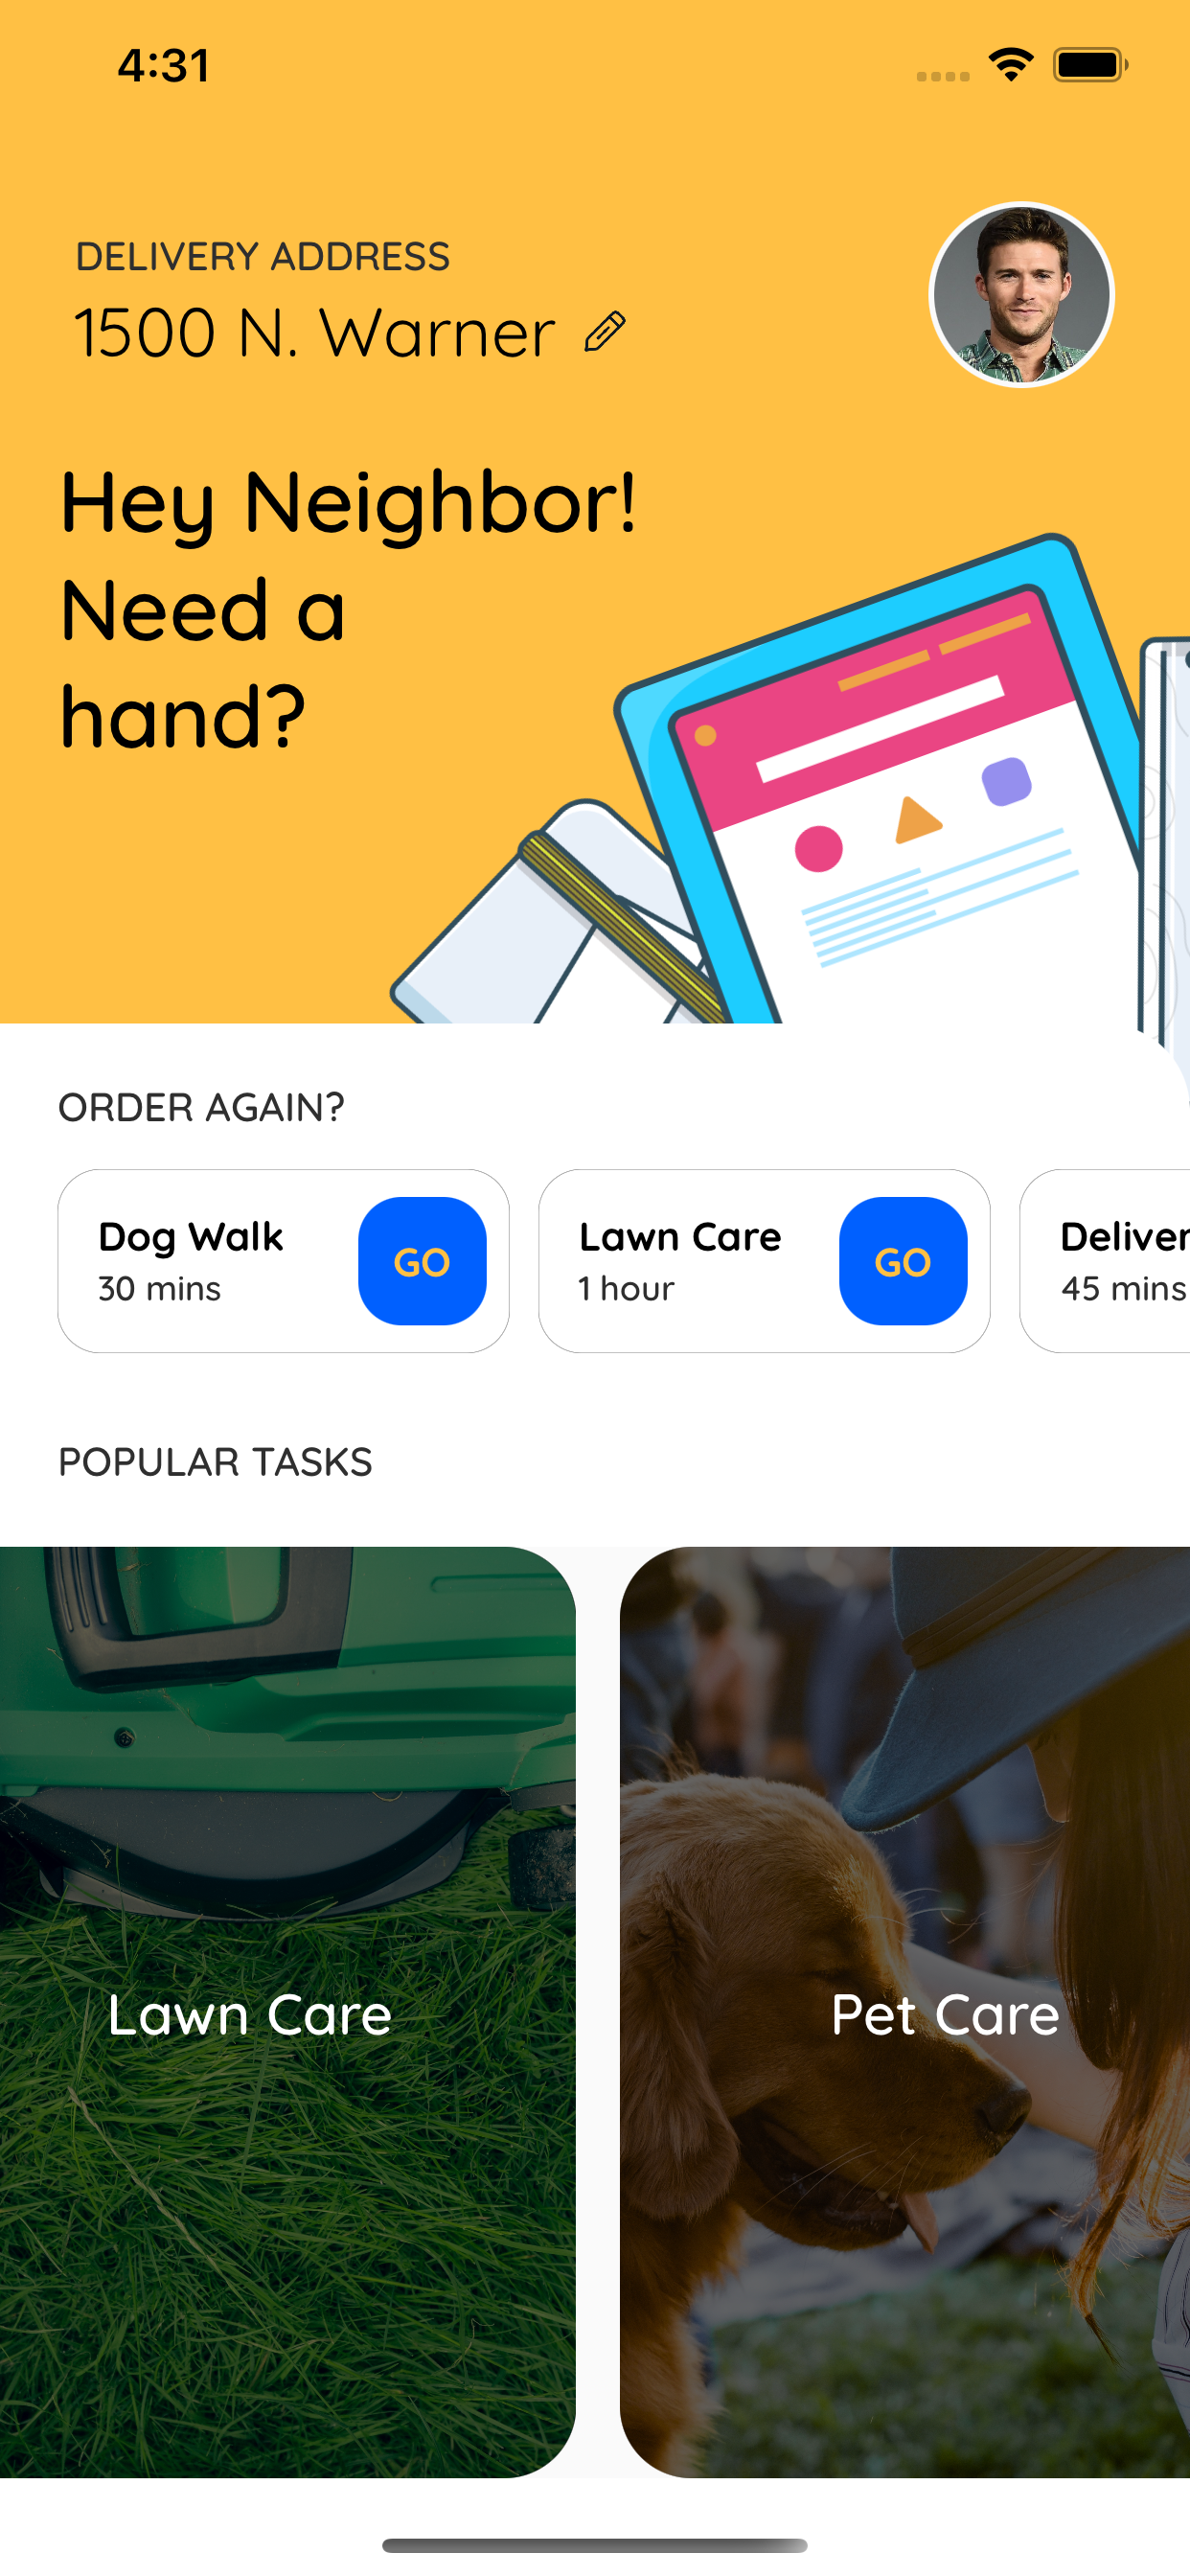 4:31
DELIVERY ADDRESS
1500 N. Warner
Hey Neighbor!
Need a
hand?
ORDER AGAIN?
Dog Walk
30 mins
GO
Lawn Care
1 hour
GO
Deliver
45 mins
POPULAR TASKS
Lawn Care
Pet Care